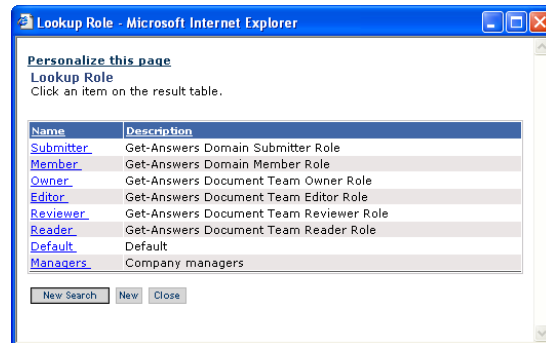 Lookup Role - Microsoft Internet Explorer
Personalize this page
Lookup Role
Click an item on the result table.
Name Description
Submitter Get-Answers Domain Submitter Role
Member Get-Answers Domain Member Role
Owner Get-Answers Document Team Owner Role
Editor Get-Answers Document Team Editor Role
Reviewer Get-Answers Document Team Reviewer Role
Reader Get-Answers Document Team Reader Role
Default Default
Managers Company managers
New Search New Close